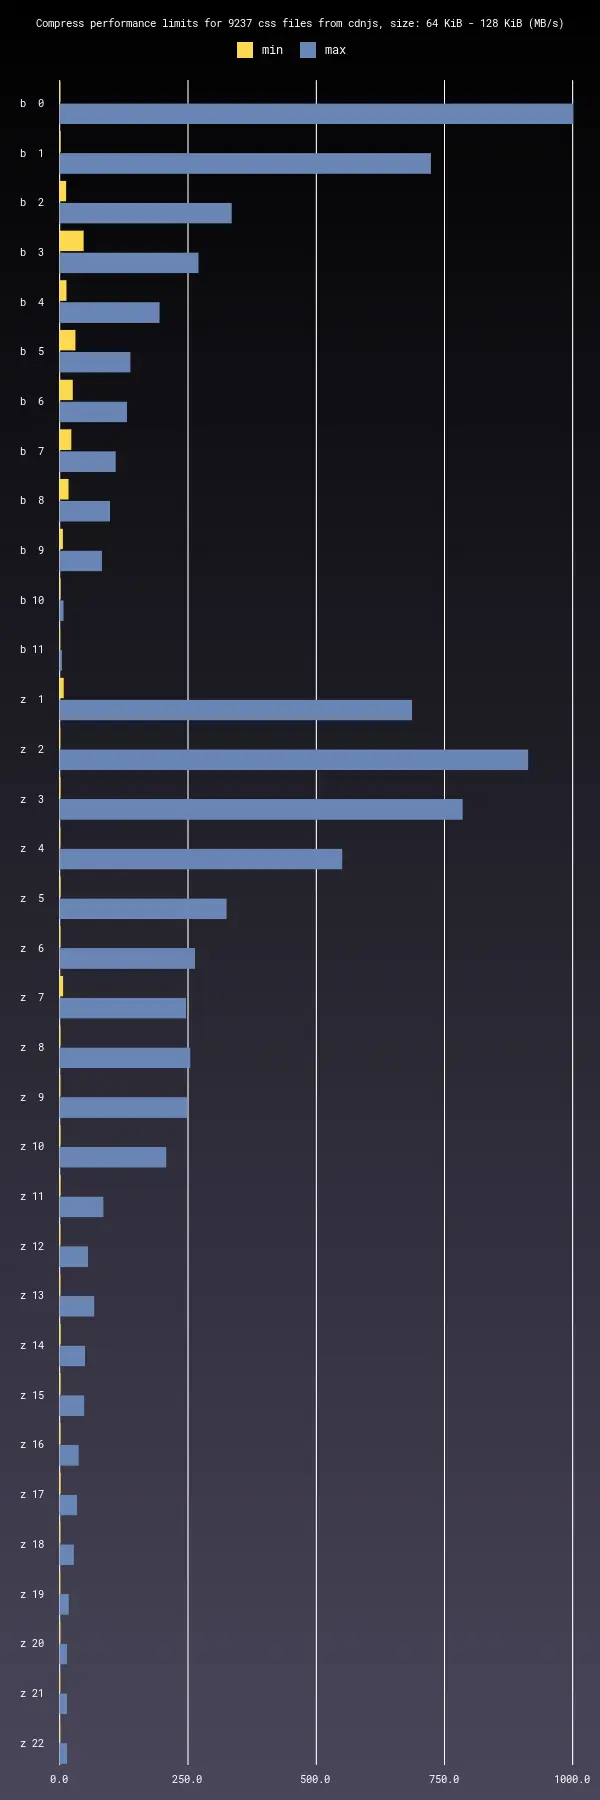 Compress performance limits for 9237 css files from cdnjs, size: 64 KiB - 128 KiB (MB/s)
min max
b 0
b 1
b 2
b 3
b 4
b 5
b 6
b 7
b 8
b 9
b 10
b 11
z 1
z 2
z 3
z 4
z 5
z 6
z 7
z 8
z 9
z 10
z 11
z 12
z 13
z 14
z 15
z 16
z 17
z 18
z 19
z 20
z 21
z 22
0.0 250.0 500.0 750.0 1000.0